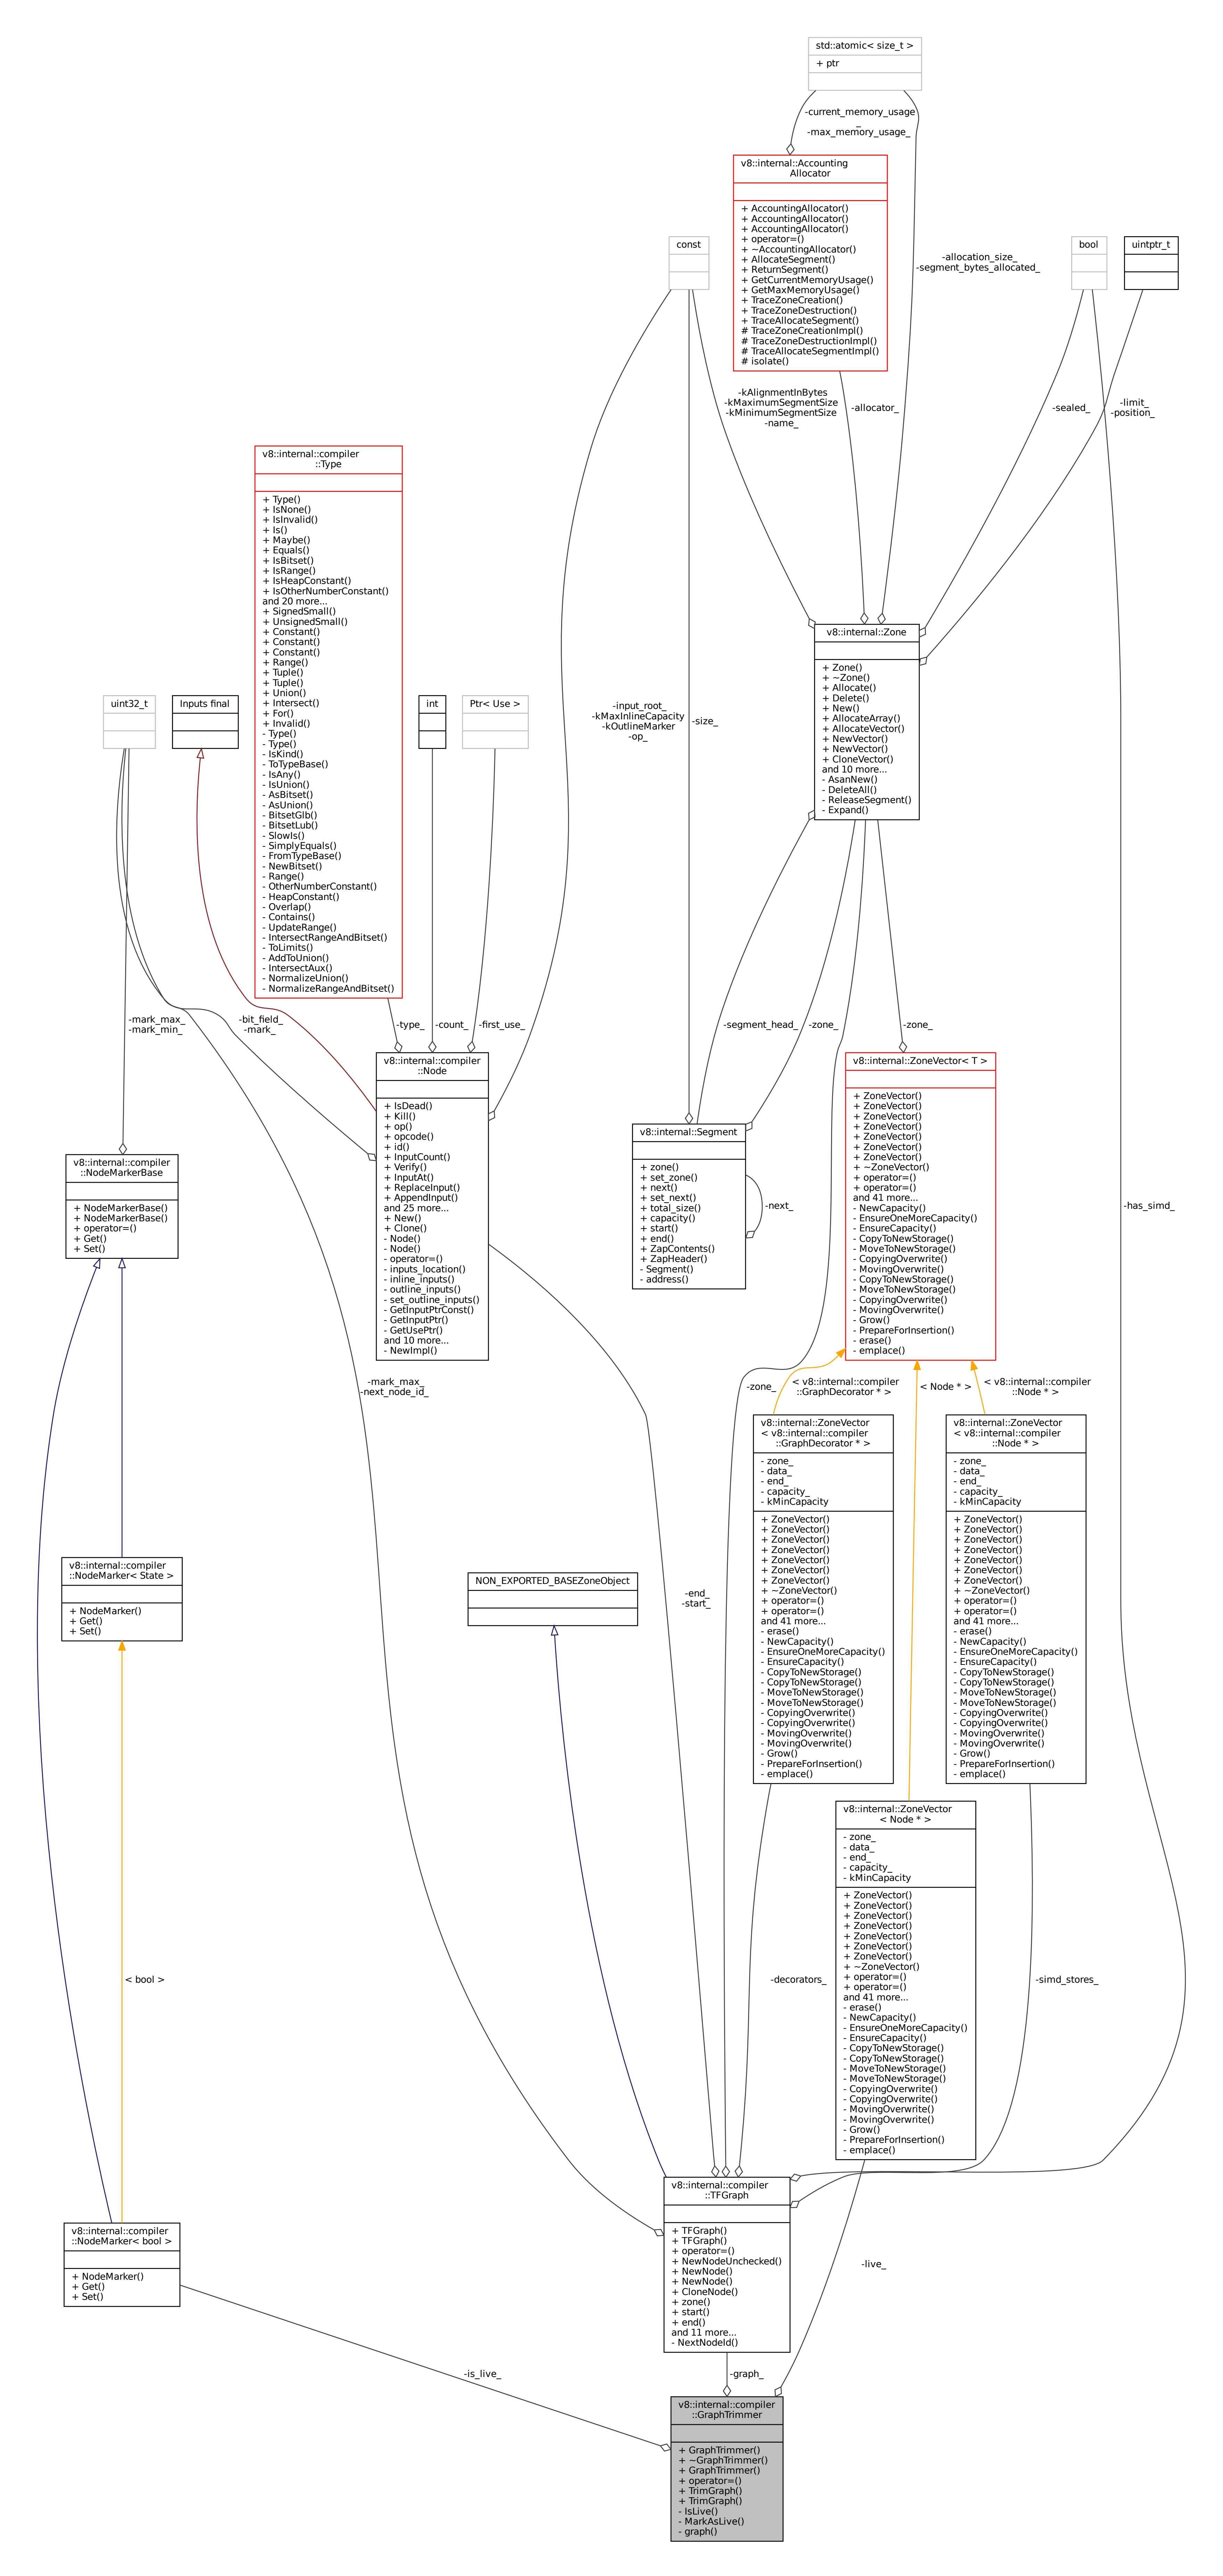 std::atomic< size_t >
+ ptr
-current_memory_usage
_
-max_memory_usage_
v8::internal::Accounting
Allocator
+ AccountingAllocator()
+ AccountingAllocator()
+ AccountingAllocator()
+ operator=()
+ ~AccountingAllocator()
+ AllocateSegment()
+ ReturnSegment()
+ GetCurrentMemoryUsage()
+ GetMaxMemoryUsage()
+ TraceZoneCreation()
+ TraceZoneDestruction()
+ TraceAllocateSegment()
# TraceZoneCreationImpl()
# TraceZoneDestructionImpl()
# TraceAllocateSegmentImpl()
# isolate()
const
-allocation_size_
-segment_bytes_allocated_
bool
uintptr_t
-kAlignmentInBytes
-kMaximumSegmentSize
-kMinimumSegmentSize
-name_
-allocator_
-sealed_
-limit_
-position_
v8::internal::compiler
::Type
+ Type()
+ IsNone()
+ IsInvalid()
+ Is()
+ Maybe()
+ Equals()
+ IsBitset()
+ IsRange()
+ IsHeapConstant()
+ IsOtherNumberConstant()
and 20 more...
+ SignedSmall()
+ UnsignedSmall()
+ Constant()
+ Constant()
+ Constant()
+ Range()
+ Tuple()
+ Tuple()
+ Union()
+ Intersect()
+ For()
+ Invalid()
- Type()
- Type()
- IsKind()
- ToTypeBase()
- IsAny()
- IsUnion()
- AsBitset()
- AsUnion()
- BitsetGlb()
- BitsetLub()
- SlowIs()
- SimplyEquals()
- FromTypeBase()
- NewBitset()
- Range()
- OtherNumberConstant()
- HeapConstant()
- Overlap()
- Contains()
- UpdateRange()
- IntersectRangeAndBitset()
- ToLimits()
- AddToUnion()
- IntersectAux()
- NormalizeUnion()
- NormalizeRangeAndBitset()
v8::internal::Zone
+ Zone()
+ ~Zone()
+ Allocate()
+ Delete()
+ New()
+ AllocateArray()
+ AllocateVector()
+ NewVector()
+ NewVector()
+ CloneVector()
and 10 more...
- AsanNew()
- DeleteAll()
- ReleaseSegment()
- Expand()
uint32_t
Inputs final
int
Ptr< Use >
-input_root_
-kMaxInlineCapacity
-kOutlineMarker
-op_
-size_
-mark_max_
-mark_min_
-bit_field_
-mark_
-type_
-count_
-first_use_
-segment_head_
-zone_
-zone_
v8::internal::compiler
::Node
+ IsDead()
+ Kill()
+ op()
+ opcode()
+ id()
+ InputCount()
+ Verify()
+ InputAt()
+ ReplaceInput()
+ AppendInput()
and 25 more...
+ New()
+ Clone()
- Node()
- Node()
- operator=()
- inputs_location()
- inline_inputs()
- outline_inputs()
- set_outline_inputs()
- GetInputPtrConst()
- GetInputPtr()
- GetUsePtr()
and 10 more...
- NewImpl()
v8::internal::ZoneVector< T >
+ ZoneVector()
+ ZoneVector()
+ ZoneVector()
+ ZoneVector()
+ ZoneVector()
+ ZoneVector()
+ ZoneVector()
+ ~ZoneVector()
+ operator=()
+ operator=()
and 41 more...
- NewCapacity()
- EnsureOneMoreCapacity()
- EnsureCapacity()
- CopyToNewStorage()
- MoveToNewStorage()
- CopyingOverwrite()
- MovingOverwrite()
- CopyToNewStorage()
- MoveToNewStorage()
- CopyingOverwrite()
- MovingOverwrite()
- Grow()
- PrepareForInsertion()
- erase()
- emplace()
v8::internal::Segment
+ zone()
+ set_zone()
+ next()
+ set_next()
+ total_size()
+ capacity()
+ start()
+ end()
+ ZapContents()
+ ZapHeader()
- Segment()
- address()
-next_
-has_simd_
v8::internal::compiler
::NodeMarkerBase
+ NodeMarkerBase()
+ NodeMarkerBase()
+ operator=()
+ Get()
+ Set()
-mark_max_
-next_node_id_
-zone_
< v8::internal::compiler
::GraphDecorator * >
< Node * >
< v8::internal::compiler
::Node * >
v8::internal::ZoneVector
< v8::internal::compiler
::GraphDecorator * >
- zone_
- data_
- end_
- capacity_
- kMinCapacity
+ ZoneVector()
+ ZoneVector()
+ ZoneVector()
+ ZoneVector()
+ ZoneVector()
+ ZoneVector()
+ ZoneVector()
+ ~ZoneVector()
+ operator=()
+ operator=()
and 41 more...
- erase()
- NewCapacity()
- EnsureOneMoreCapacity()
- EnsureCapacity()
- CopyToNewStorage()
- CopyToNewStorage()
- MoveToNewStorage()
- MoveToNewStorage()
- CopyingOverwrite()
- CopyingOverwrite()
- MovingOverwrite()
- MovingOverwrite()
- Grow()
- PrepareForInsertion()
- emplace()
v8::internal::ZoneVector
< v8::internal::compiler
::Node * >
- zone_
- data_
- end_
- capacity_
- kMinCapacity
+ ZoneVector()
+ ZoneVector()
+ ZoneVector()
+ ZoneVector()
+ ZoneVector()
+ ZoneVector()
+ ZoneVector()
+ ~ZoneVector()
+ operator=()
+ operator=()
and 41 more...
- erase()
- NewCapacity()
- EnsureOneMoreCapacity()
- EnsureCapacity()
- CopyToNewStorage()
- CopyToNewStorage()
- MoveToNewStorage()
- MoveToNewStorage()
- CopyingOverwrite()
- CopyingOverwrite()
- MovingOverwrite()
- MovingOverwrite()
- Grow()
- PrepareForInsertion()
- emplace()
v8::internal::compiler
::NodeMarker< State >
+ NodeMarker()
+ Get()
+ Set()
NON_EXPORTED_BASEZoneObject
-end_
-start_
v8::internal::ZoneVector
< Node * >
- zone_
- data_
- end_
- capacity_
- kMinCapacity
+ ZoneVector()
+ ZoneVector()
+ ZoneVector()
+ ZoneVector()
+ ZoneVector()
+ ZoneVector()
+ ZoneVector()
+ ~ZoneVector()
+ operator=()
+ operator=()
and 41 more...
- erase()
- NewCapacity()
- EnsureOneMoreCapacity()
- EnsureCapacity()
- CopyToNewStorage()
- CopyToNewStorage()
- MoveToNewStorage()
- MoveToNewStorage()
- CopyingOverwrite()
- CopyingOverwrite()
- MovingOverwrite()
- MovingOverwrite()
- Grow()
- PrepareForInsertion()
- emplace()
< bool >
-decorators_
-simd_stores_
v8::internal::compiler
::TFGraph
+ TFGraph()
+ TFGraph()
+ operator=()
+ NewNodeUnchecked()
+ NewNode()
+ NewNode()
+ CloneNode()
+ zone()
+ start()
+ end()
and 11 more...
- NextNodeId()
v8::internal::compiler
::NodeMarker< bool >
+ NodeMarker()
+ Get()
+ Set()
-live_
-is_live_
-graph_
v8::internal::compiler
::GraphTrimmer
+ GraphTrimmer()
+ ~GraphTrimmer()
+ GraphTrimmer()
+ operator=()
+ TrimGraph()
+ TrimGraph()
- IsLive()
- MarkAsLive()
- graph()